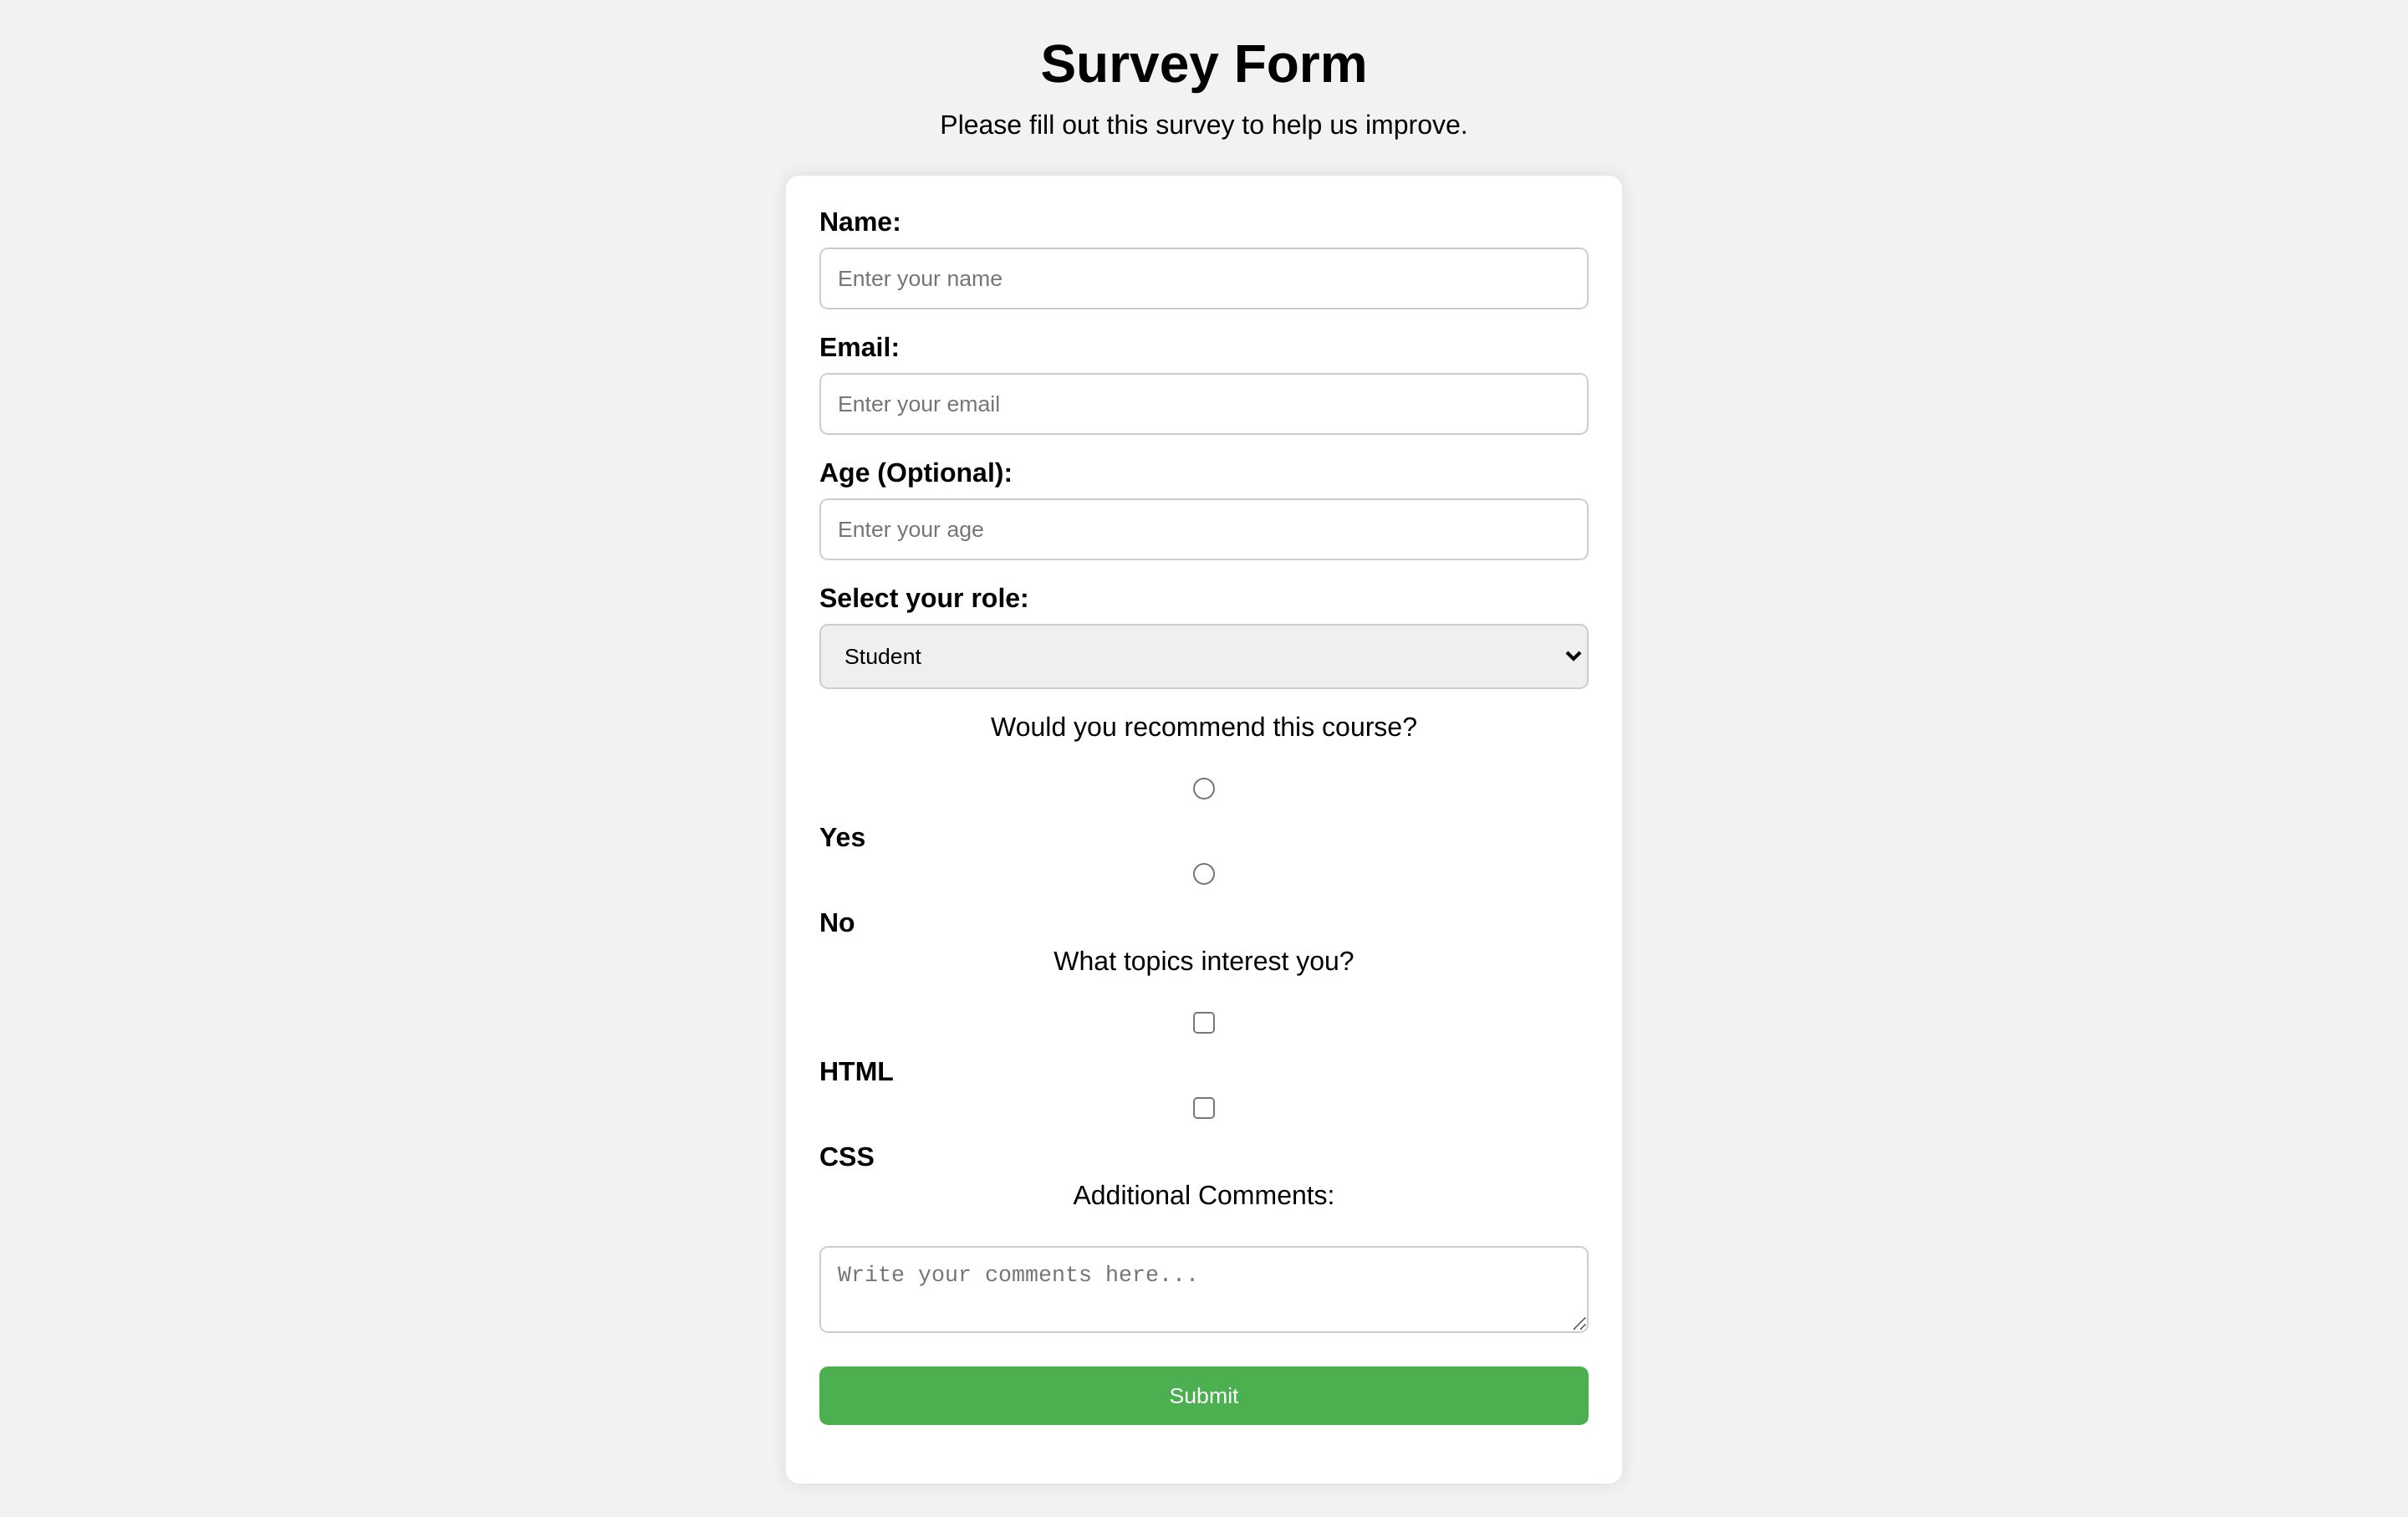 Survey Form
Please fill out this survey to help us improve.
Name:
Enter your name
Email:
Enter your email
Age (Optional):
Enter your age
Select your role:
Student
Would you recommend this course?
Yes
No
What topics interest you?
HTML
CSS
Additional Comments:
Write your comments here...
Submit